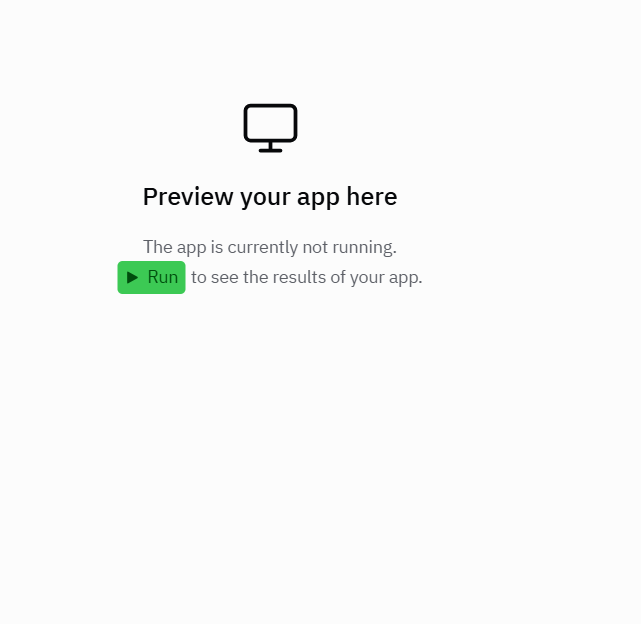 Preview your app here
The app is currently not running.
Run to see the results of your app.